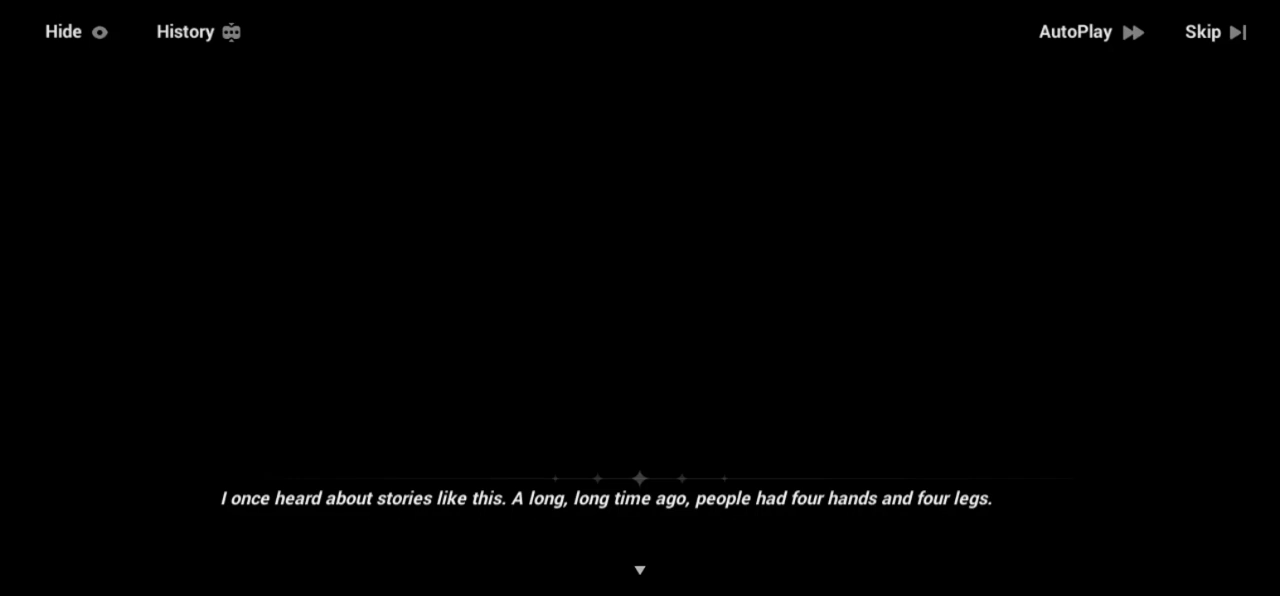 Hide
History
AutoPlay
Skip
I once heard about stories like this. A long, long time ago, people had four hands and four legs.